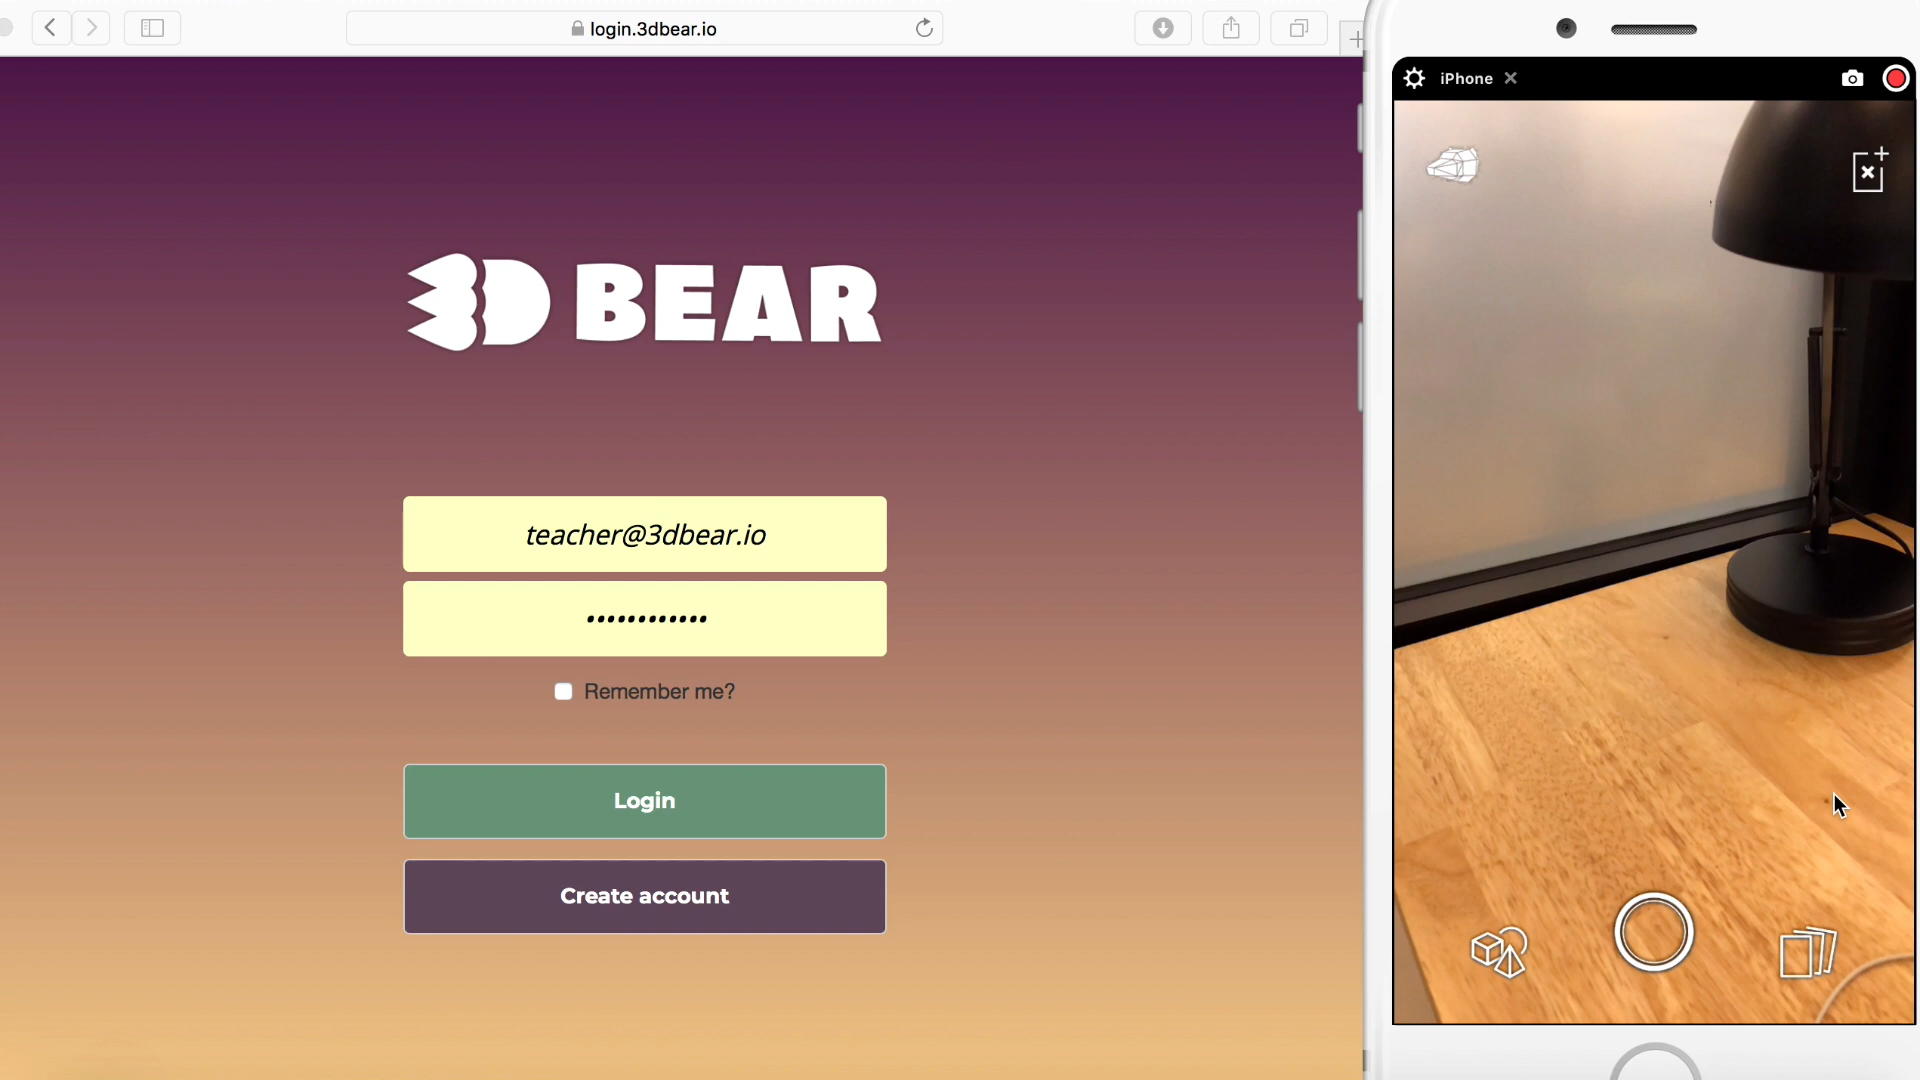 login.3dbear.io
3D BEAR
teacher@3dbear.io
••••••••••••
Remember me?
Login
Create account
iPhone